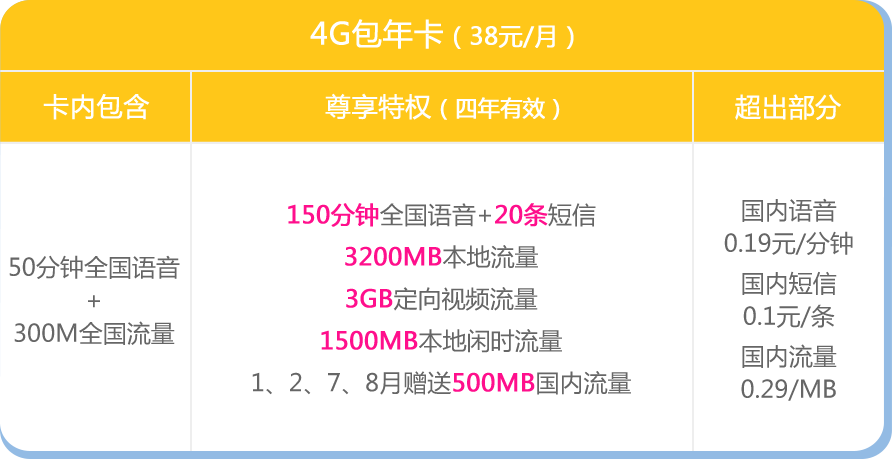 4G包年卡（38元/月）
卡内包含
尊享特权（四年有效）
超出部分
50分钟全国语音
+
300M全国流量
150分钟全国语音+20条短信
3200MB本地流量
3GB定向视频流量
1500MB本地闲时流量
1、2、7、8月赠送500MB国内流量
国内语音
0.19元/分钟
国内短信
0.1元/条
国内流量
0.29/MB